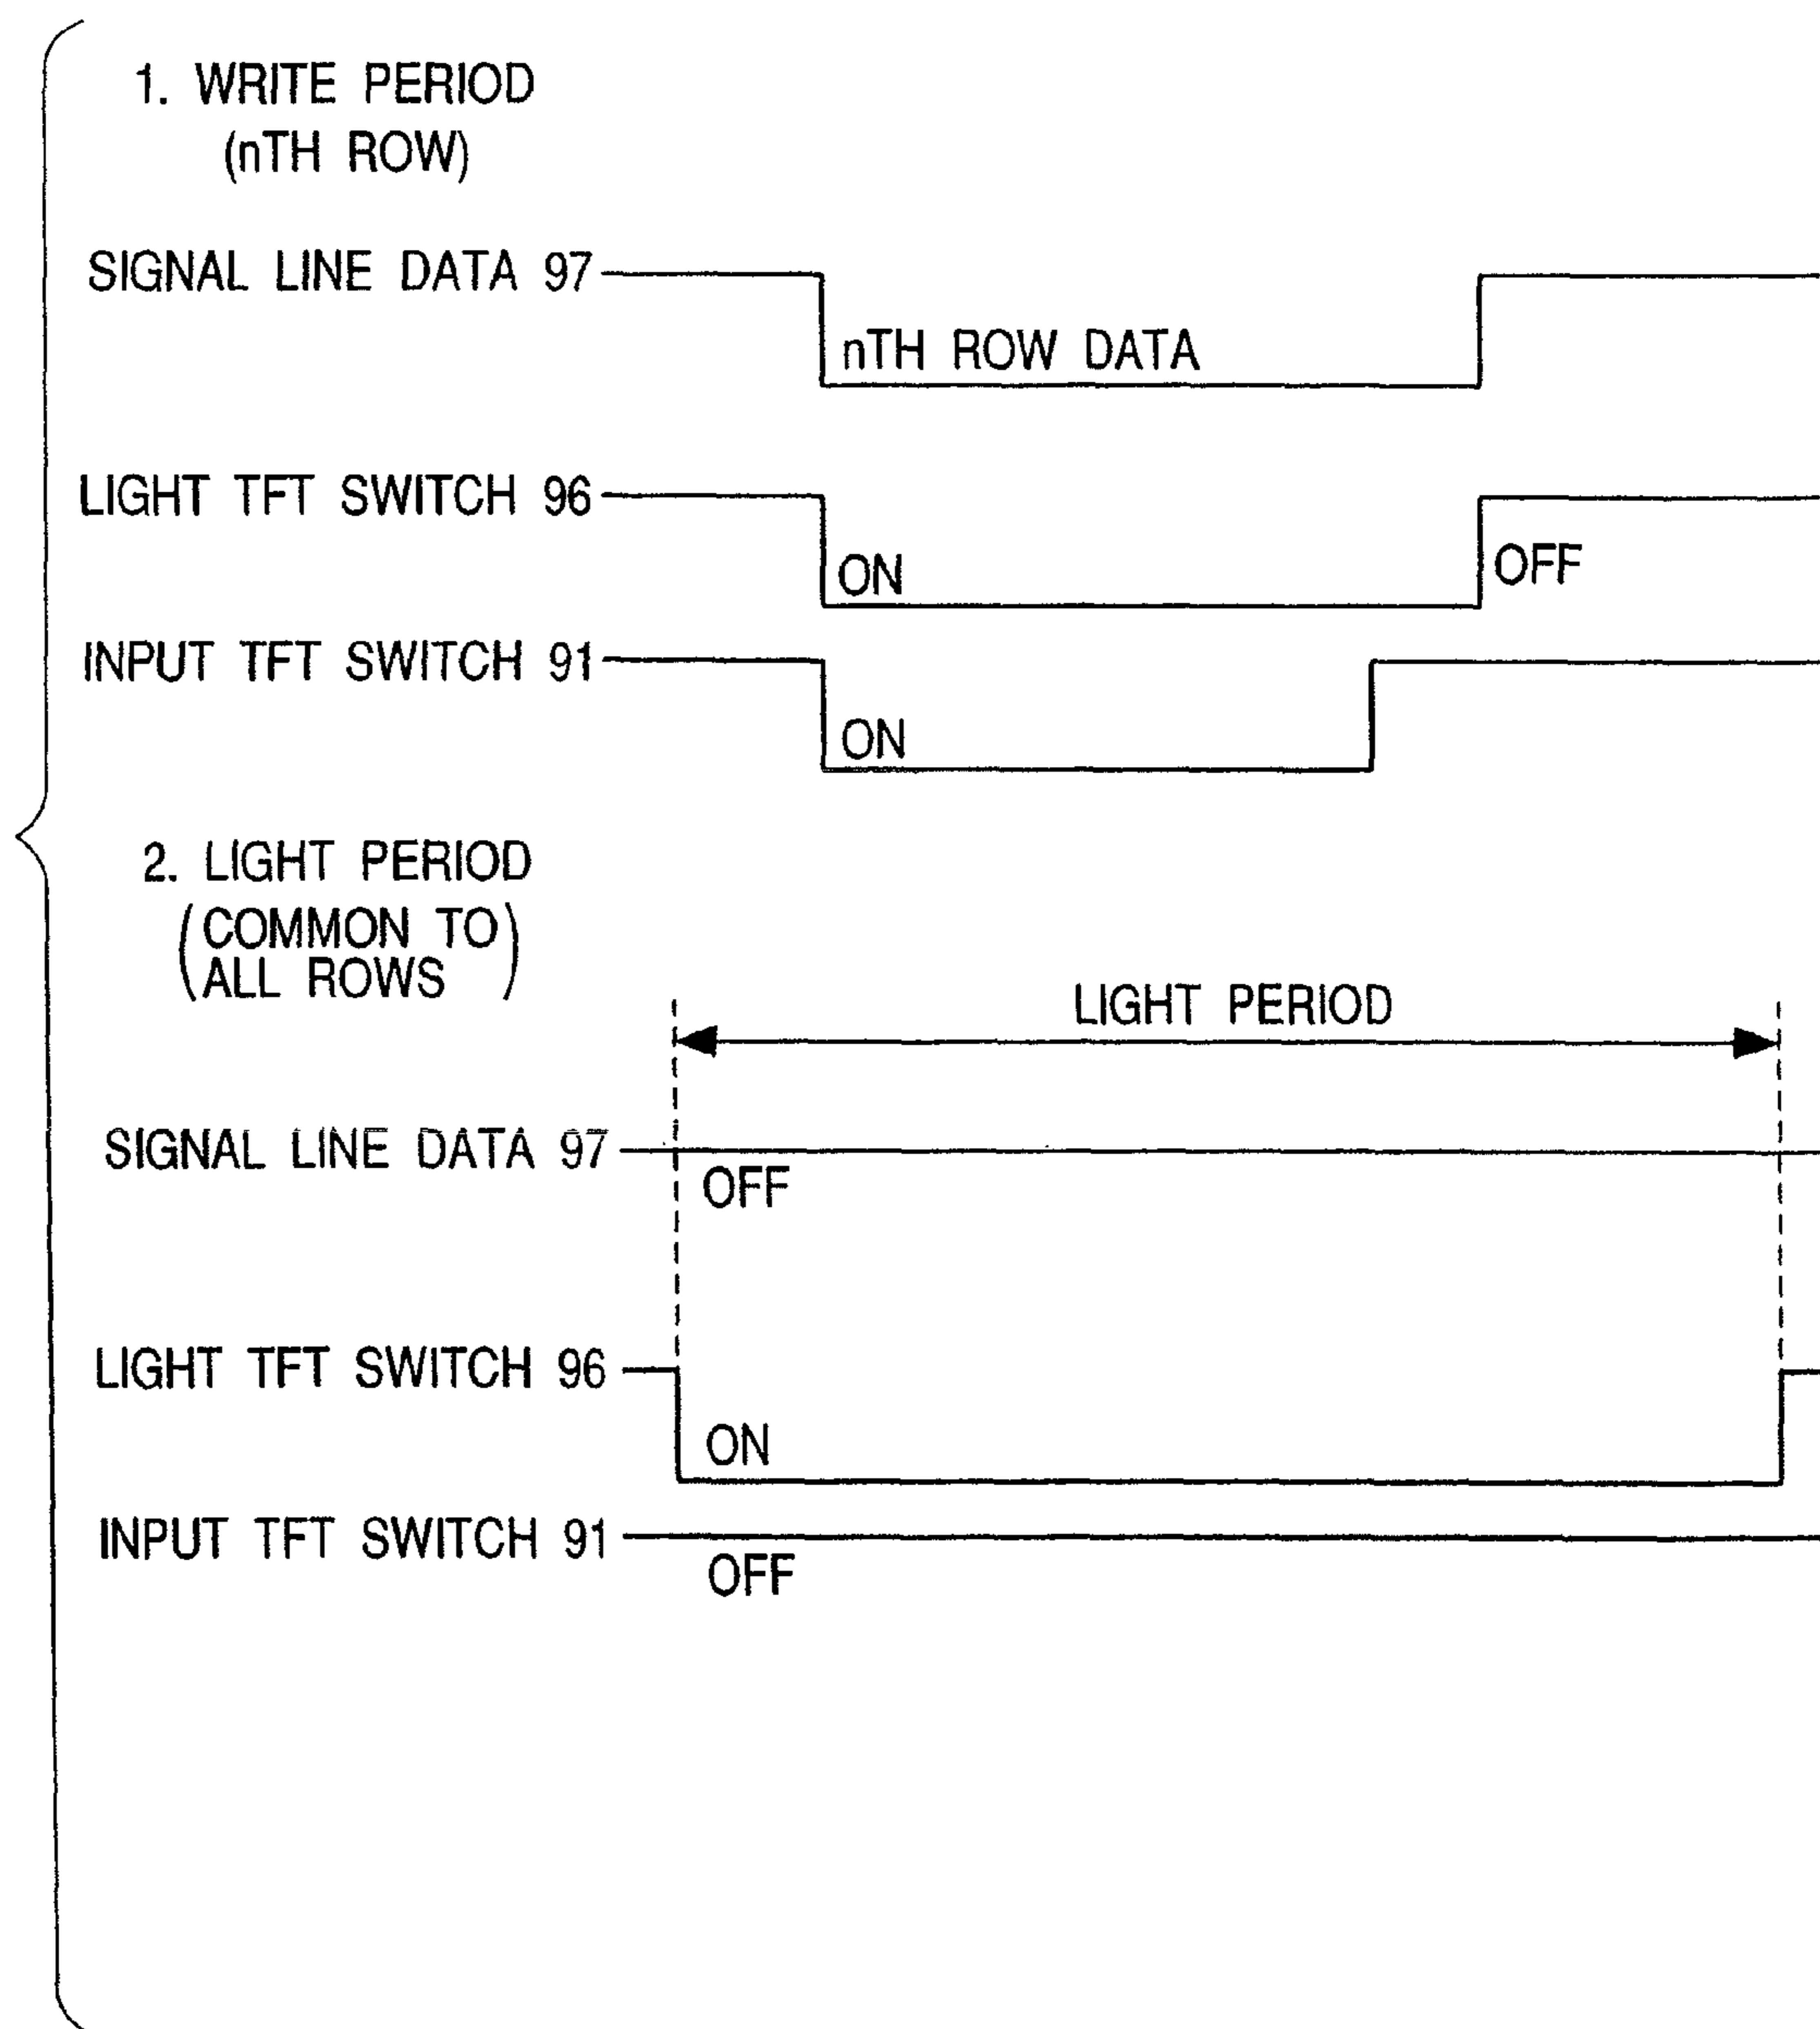 1. WRITE PERIOD
(nTH ROW)
SIGNAL LINE DATA 97
nTH ROW DATA
LIGHT TFT SWITCH 96
ON
OFF
INPUT TFT SWITCH 91
ON
2. LIGHT PERIOD
(COMMON TO
ALL ROWS)
LIGHT PERIOD
SIGNAL LINE DATA 97
OFF
LIGHT TFT SWITCH 96
ON
INPUT TFT SWITCH 91
OFF